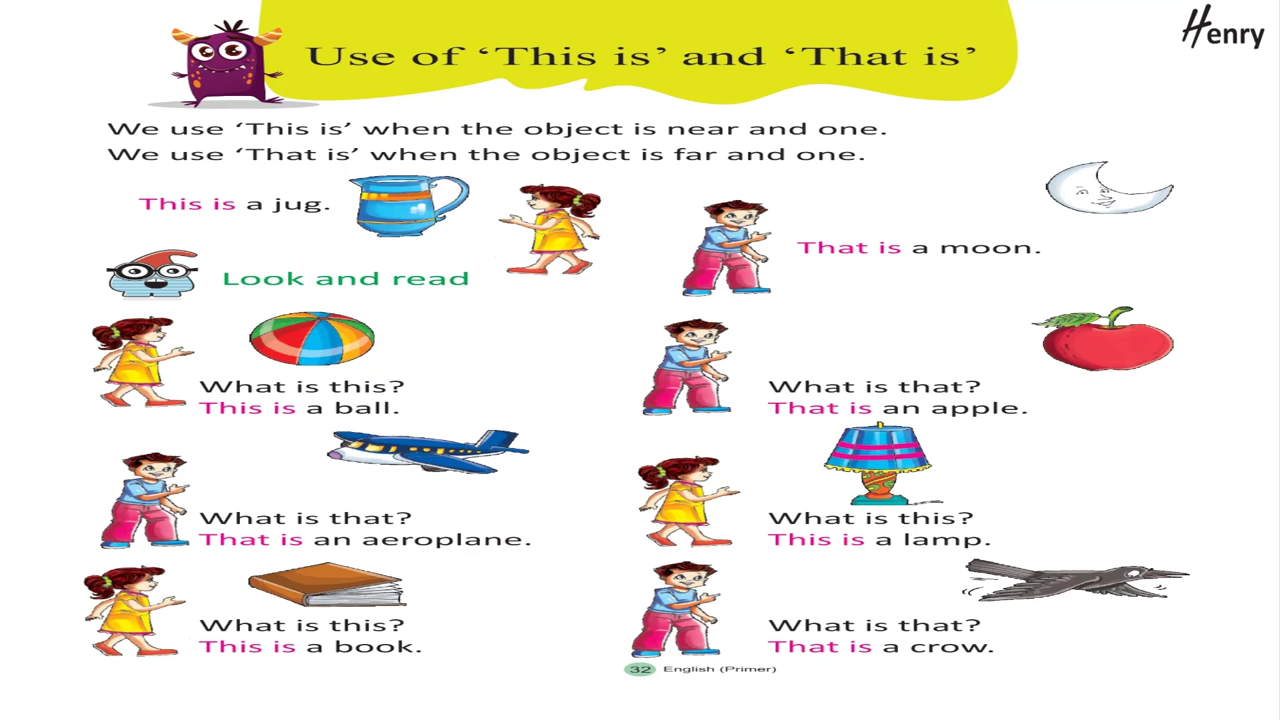 Henry
Use of ‘This is’ and ‘That is’
We use ‘This is’ when the object is near and one.
We use ‘That is’ when the object is far and one.
This is a jug.
That is a moon.
Look and read
What is this?
This is a ball.
What is that?
That is an apple.
What is that?
That is an aeroplane.
What is this?
This is a lamp.
What is this?
This is a book.
What is that?
That is a crow.
32 English (Primer)